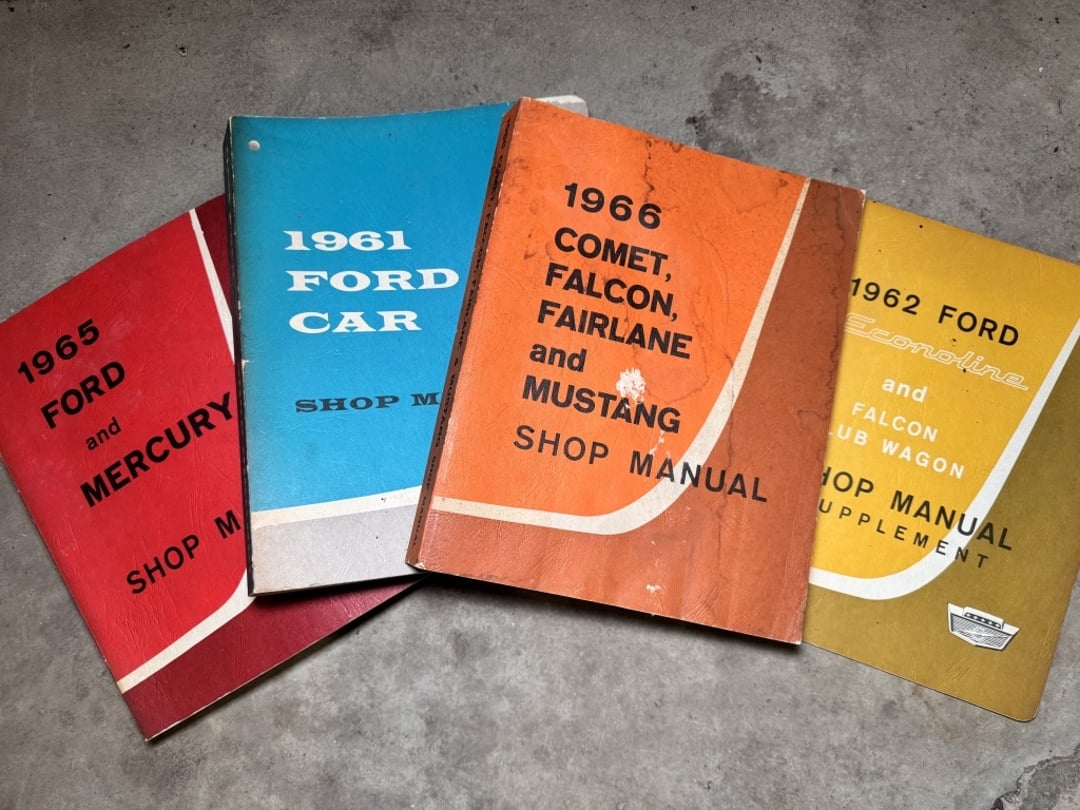 1965
FORD
and
MERCURY
SHOP M
1961
FORD
CAR
SHOP M
1966
COMET,
FALCON,
FAIRLANE
and
MUSTANG
SHOP MANUAL
1962 FORD
Econoline
and
FALCON
LUB WAGON
HOP MANUAL
UPPLEMENT